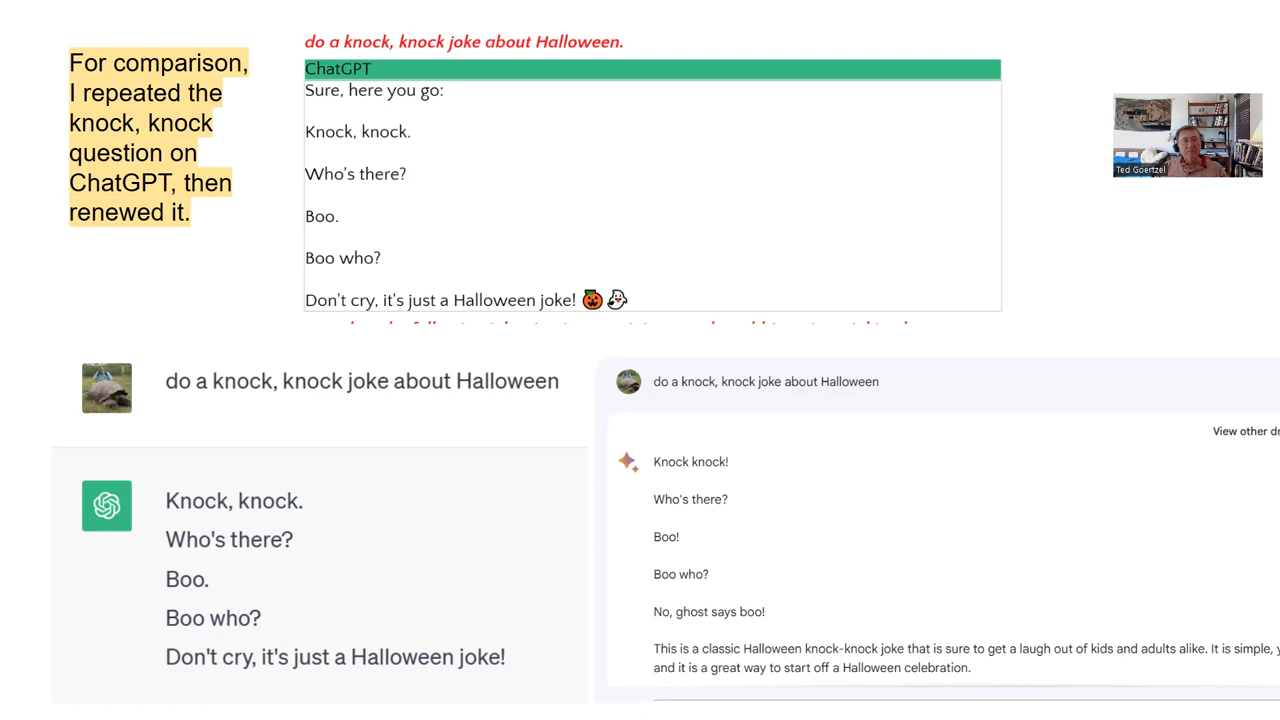 For comparison,
I repeated the
knock, knock
question on
ChatGPT, then
renewed it.
do a knock, knock joke about Halloween.
ChatGPT
Sure, here you go:
Knock, knock.
Who's there?
Boo.
Boo who?
Don't cry, it's just a Halloween joke! 🎃👻
Ted Goertzel
do a knock, knock joke about Halloween
Knock, knock.
Who's there?
Boo.
Boo who?
Don't cry, it's just a Halloween joke!
do a knock, knock joke about Halloween
View other
Knock knock!
Who's there?
Boo!
Boo who?
No, ghost says boo!
This is a classic Halloween knock-knock joke that is sure to get a laugh out of kids and adults alike. It is simple,
and it is a great way to start off a Halloween celebration.